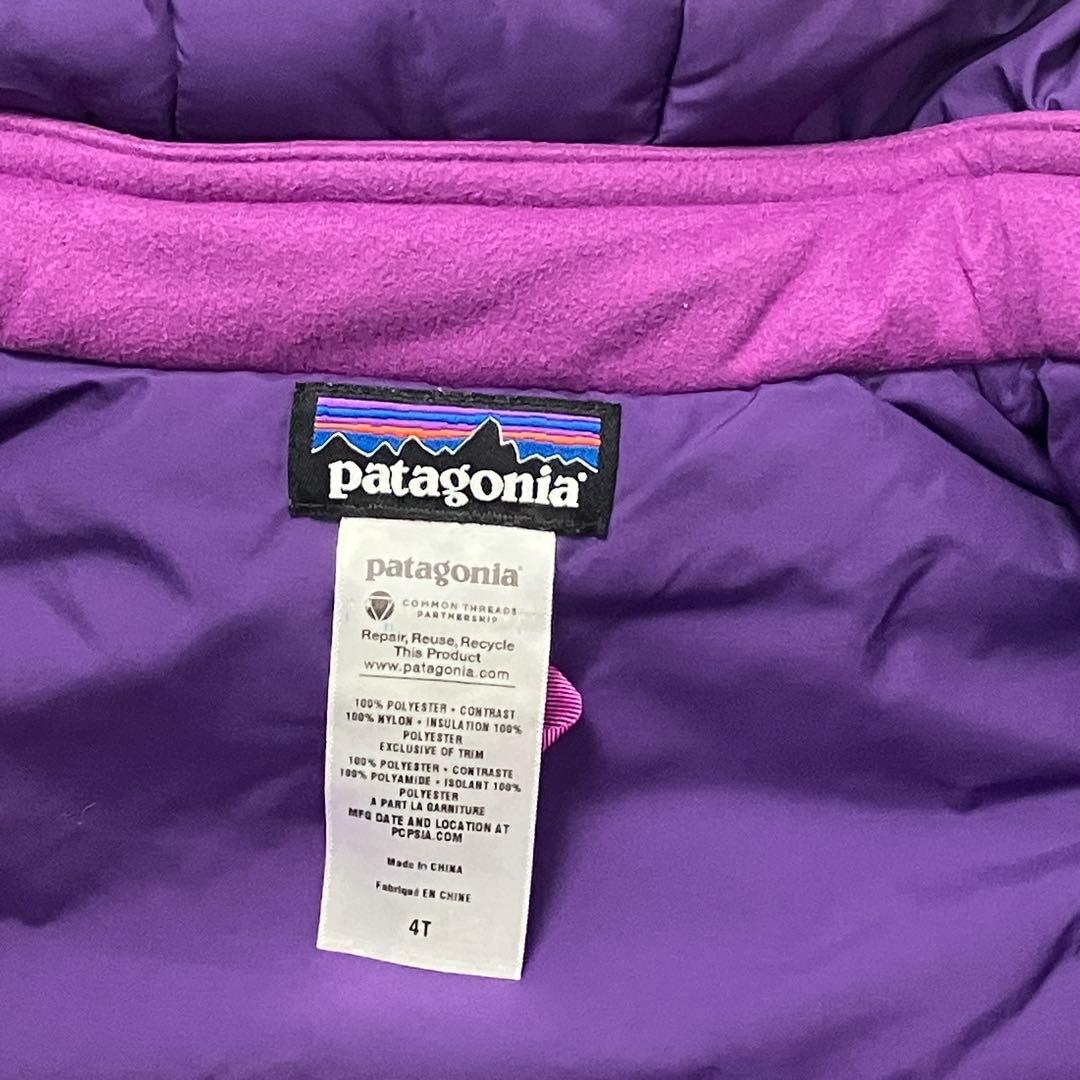 patagonia
patagonia
COMMON THREADS
PARTNERSHIP
Repair, Reuse, Recycle
This Product
www.patagonia.com
100% POLYESTER • CONTRAST
100% NYLON • INSULATION 100%
POLYESTER
EXCLUSIVE OF TRIM
100% POLYESTER • CONTRASTE
100% POLYAMIDE • ISOLANT 100%
POLYESTER
A PART LA GARNITURE
MFG DATE AND LOCATION AT
PCPSIA.COM
Made In CHINA
Fabriqué EN CHINE
4T